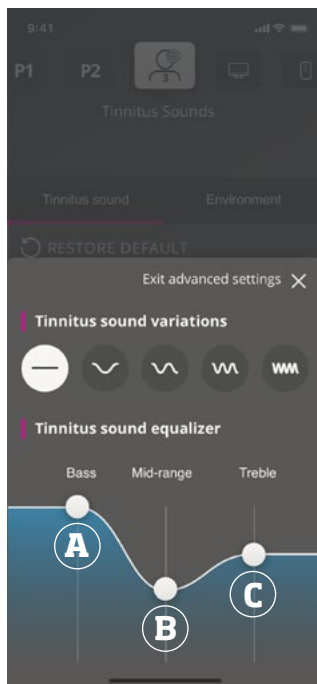 9:41
P1 P2 3
Tinnitus Sounds
Tinnitus sound Environment
RESTORE DEFAULT
Exit advanced settings
Tinnitus sound variations
Tinnitus sound equalizer
Bass Mid-range Treble
A
C
B